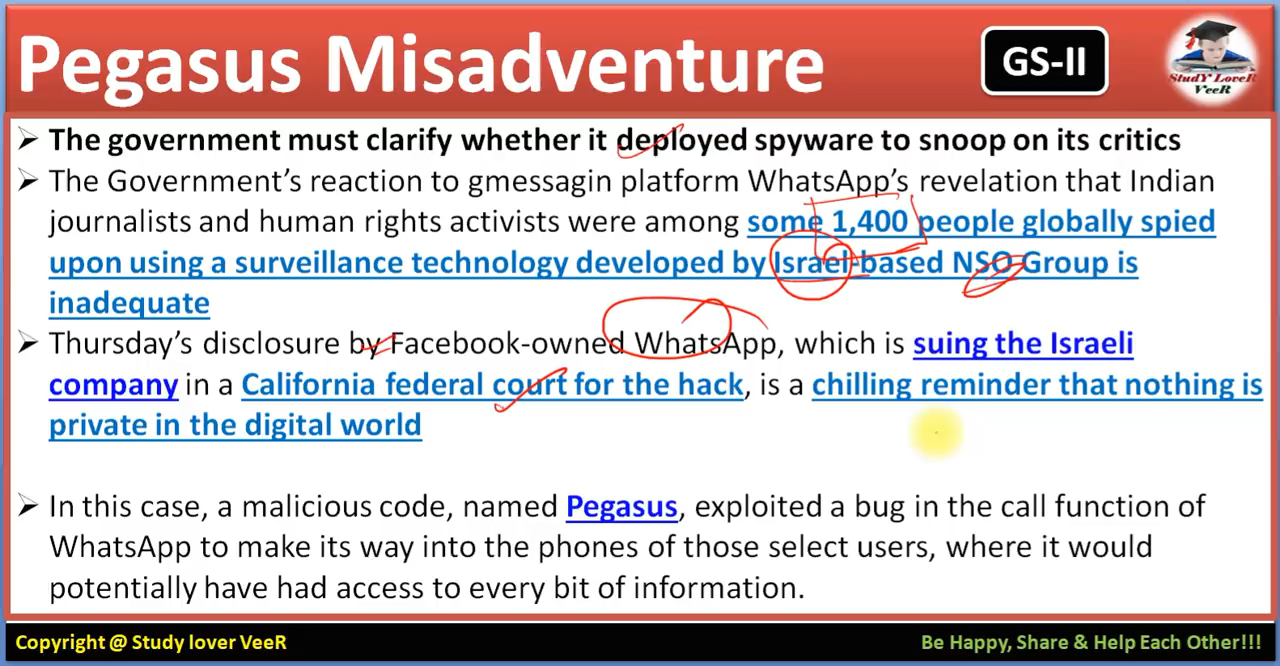 Pegasus Misadventure
GS-II
StudY LoveR
VeeR
➢ The government must clarify whether it deployed spyware to snoop on its critics
➢ The Government’s reaction to gmessagin platform WhatsApp’s revelation that Indian
journalists and human rights activists were among some 1,400 people globally spied
upon using a surveillance technology developed by Israel-based NSO Group is
inadequate
➢ Thursday’s disclosure by Facebook-owned WhatsApp, which is suing the Israeli
company in a California federal court for the hack, is a chilling reminder that nothing is
private in the digital world
➢ In this case, a malicious code, named Pegasus, exploited a bug in the call function of
WhatsApp to make its way into the phones of those select users, where it would
potentially have had access to every bit of information.
Copyright @ Study lover VeeR
Be Happy, Share & Help Each Other!!!